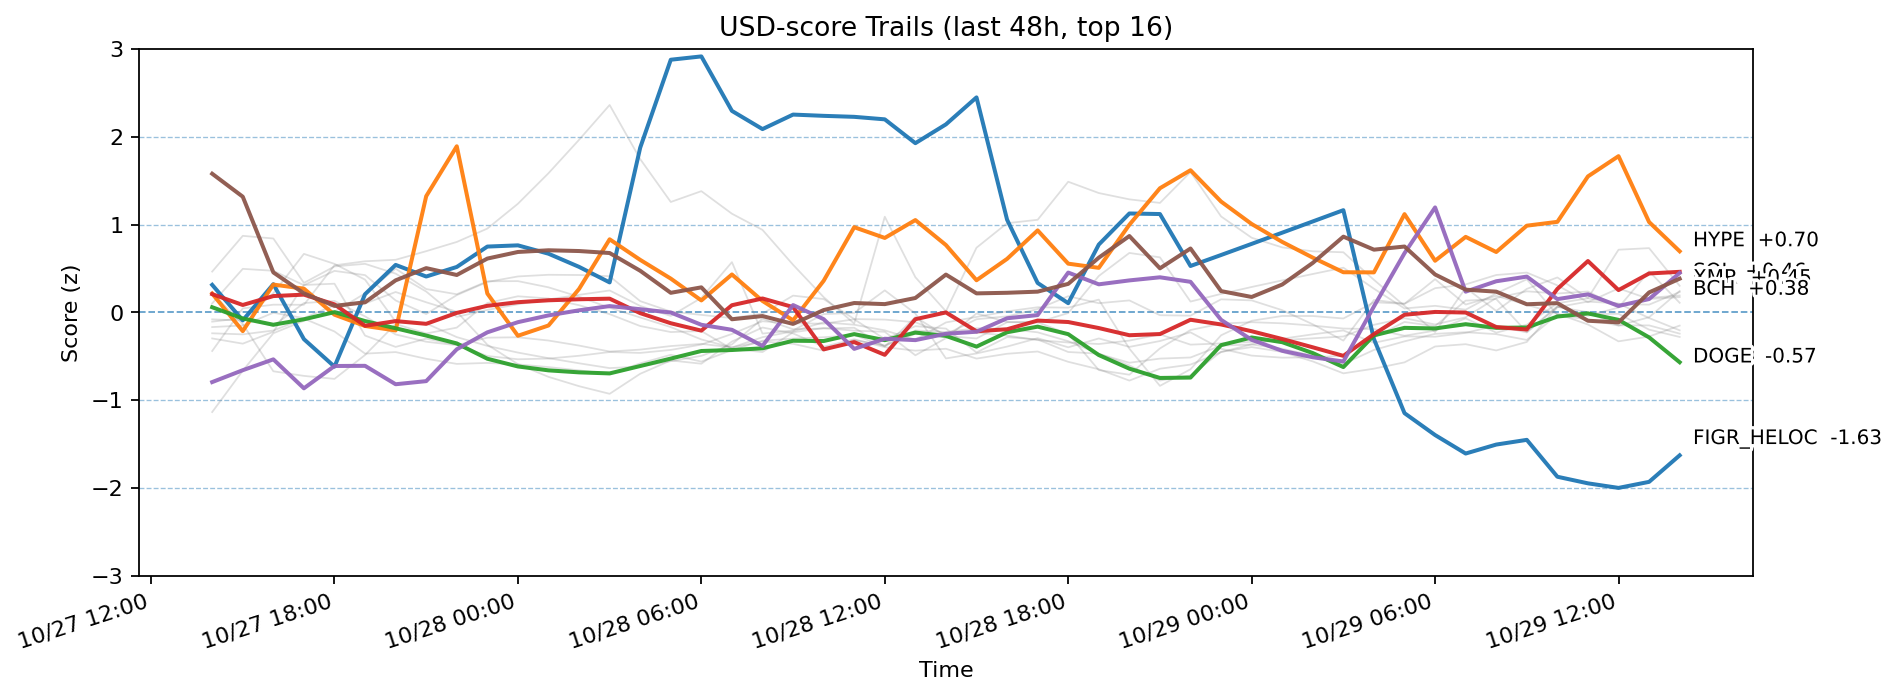 USD-score Trails (last 48h, top 16)
3
2
1
0
−1
−2
−3
Score (z)
HYPE +0.70
BCH +0.38
DOGE -0.57
FIGR_HELOC -1.63
10/27 12:00
10/27 18:00
10/28 00:00
10/28 06:00
10/28 12:00
10/28 18:00
10/29 00:00
10/29 06:00
10/29 12:00
Time